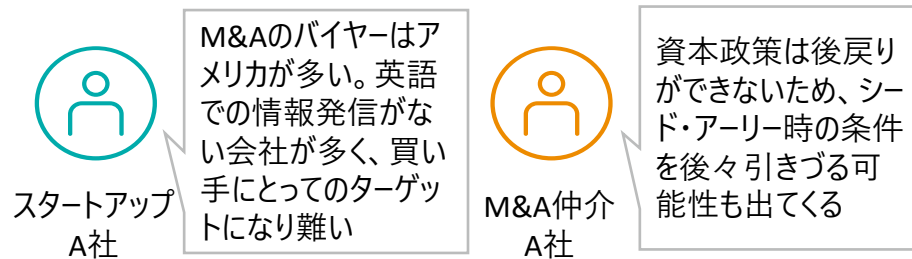 M&Aのバイヤーはア
メリカが多い。英語
での情報発信がな
い会社が多く、買い
手にとってのターゲッ
トになり難い
スタートアップ
A社
資本政策は後戻り
ができないため、シー
ド・アーリー時の条件
を後々引きづる可
能性も出てくる
M&A仲介
A社